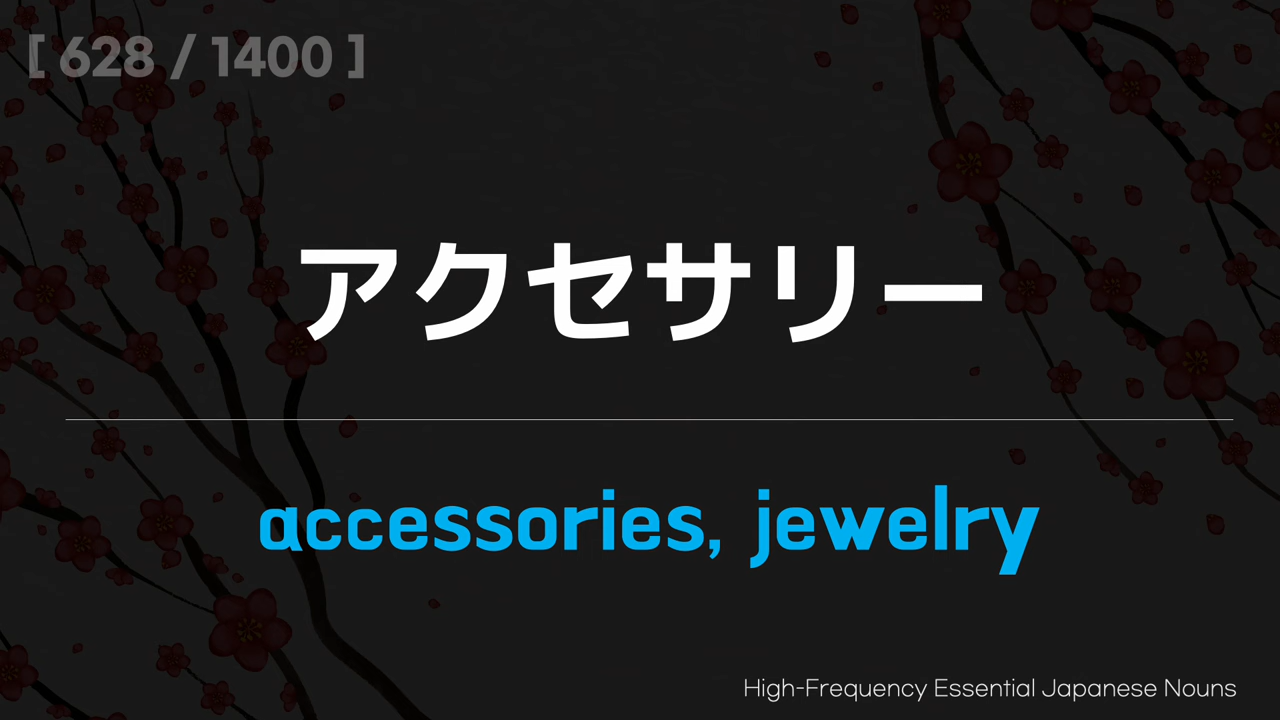 [ 628 / 1400 ]
アクセサリー
accessories, jewelry
High-Frequency Essential Japanese Nouns